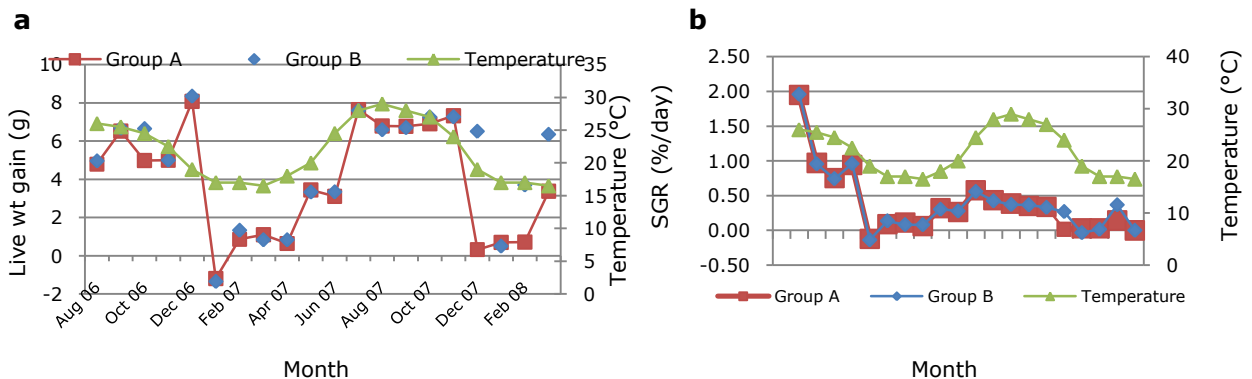 a
Group A
Group B
Temperature
Live wt gain (g)
10
8
6
4
2
0
-2
35
30
25
20
15
10
5
0
Temperature (°C)
Aug 06
Oct 06
Dec 06
Feb 07
Apr 07
Jun 07
Aug 07
Oct 07
Dec 07
Feb 08
Month
b
SGR (%/day)
2.50
2.00
1.50
1.00
0.50
0.00
-0.50
40
30
20
10
0
Temperature (°C)
Group A
Group B
Temperature
Month